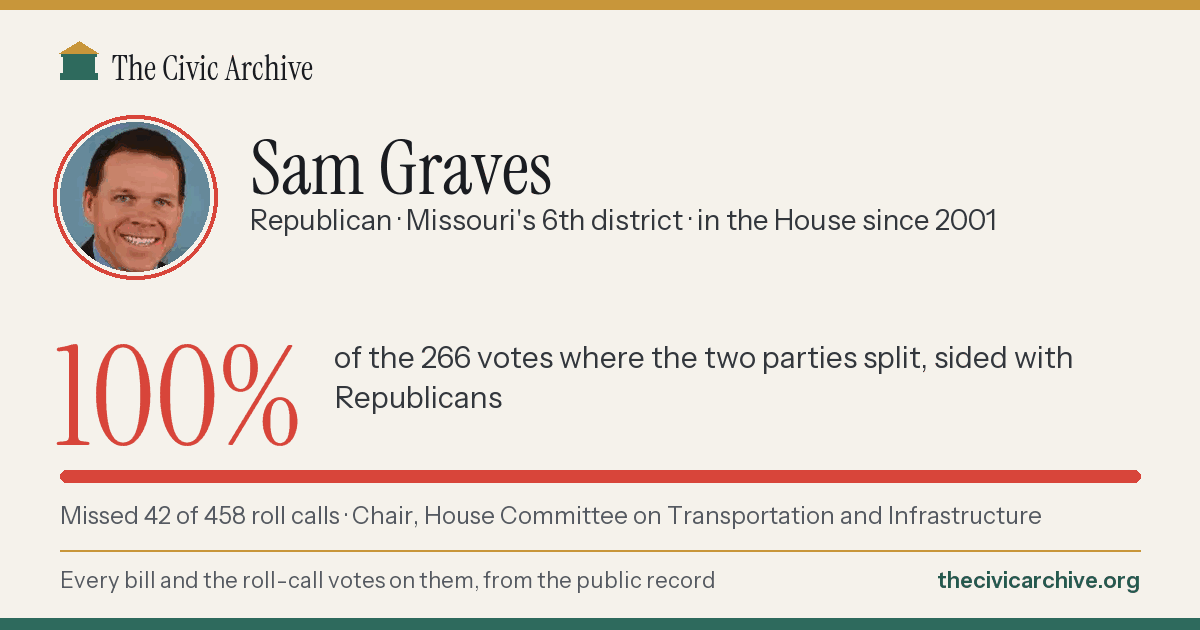 The Civic Archive
Sam Graves
Republican · Missouri's 6th district · in the House since 2001
100%
of the 266 votes where the two parties split, sided with
Republicans
Missed 42 of 458 roll calls · Chair, House Committee on Transportation and Infrastructure
Every bill and the roll-call votes on them, from the public record
thecivicarchive.org